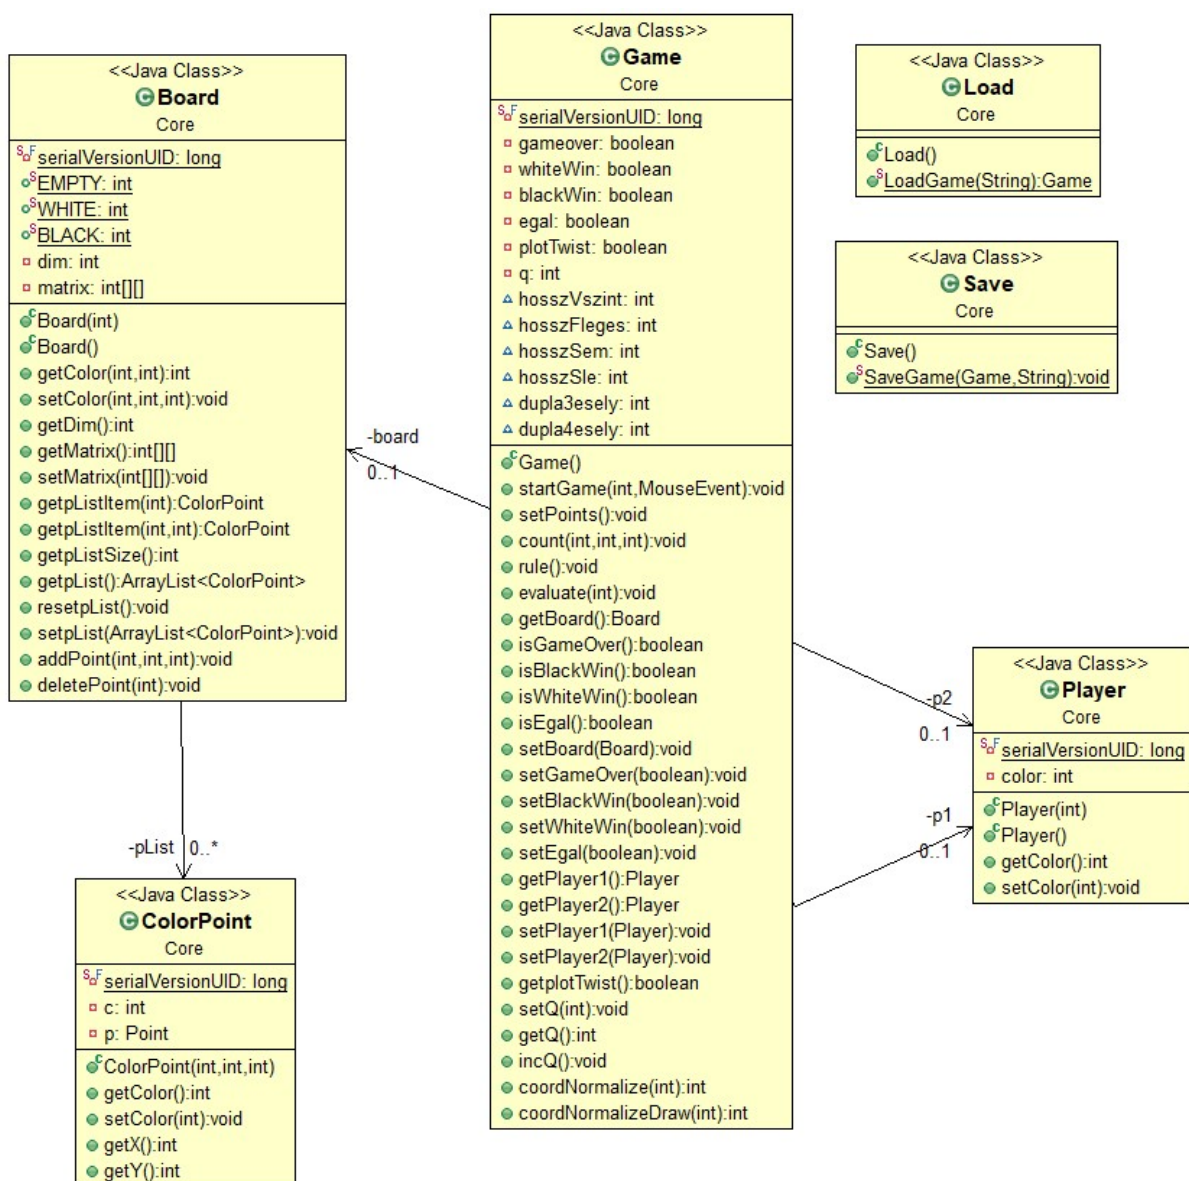 <<Java Class>>
Board
Core
serialVersionUID: long
EMPTY: int
WHITE: int
BLACK: int
dim: int
matrix: int[][]
Board(int)
Board()
getColor(int,int):int
setColor(int,int,int):void
getDim():int
getMatrix():int[][]
setMatrix(int[][]):void
getpListItem(int):ColorPoint
getpListItem(int,int):ColorPoint
getpListSize():int
getpList():ArrayList<ColorPoint>
resetpList():void
setpList(ArrayList<ColorPoint>):void
addPoint(int,int,int):void
deletePoint(int):void
-pList 0..*
<<Java Class>>
ColorPoint
Core
serialVersionUID: long
c: int
p: Point
ColorPoint(int,int,int)
getColor():int
setColor(int):void
getX():int
getY():int
-board
0..1
<<Java Class>>
Game
Core
serialVersionUID: long
gameover: boolean
whiteWin: boolean
blackWin: boolean
egal: boolean
plotTwist: boolean
q: int
hosszVszint: int
hosszFleges: int
hosszSem: int
hosszSle: int
dupla3esely: int
dupla4esely: int
Game()
startGame(int,MouseEvent):void
setPoints():void
count(int,int,int):void
rule():void
evaluate(int):void
getBoard():Board
isGameOver():boolean
isBlackWin():boolean
isWhiteWin():boolean
isEgal():boolean
setBoard(Board):void
setGameOver(boolean):void
setBlackWin(boolean):void
setWhiteWin(boolean):void
setEgal(boolean):void
getPlayer1():Player
getPlayer2():Player
setPlayer1(Player):void
setPlayer2(Player):void
getplotTwist():boolean
setQ(int):void
getQ():int
incQ():void
coordNormalize(int):int
coordNormalizeDraw(int):int
<<Java Class>>
Load
Core
Load()
LoadGame(String):Game
<<Java Class>>
Save
Core
Save()
SaveGame(Game,String):void
-p2
0..1
-p1
0..1
<<Java Class>>
Player
Core
serialVersionUID: long
color: int
Player(int)
Player()
getColor():int
setColor(int):void